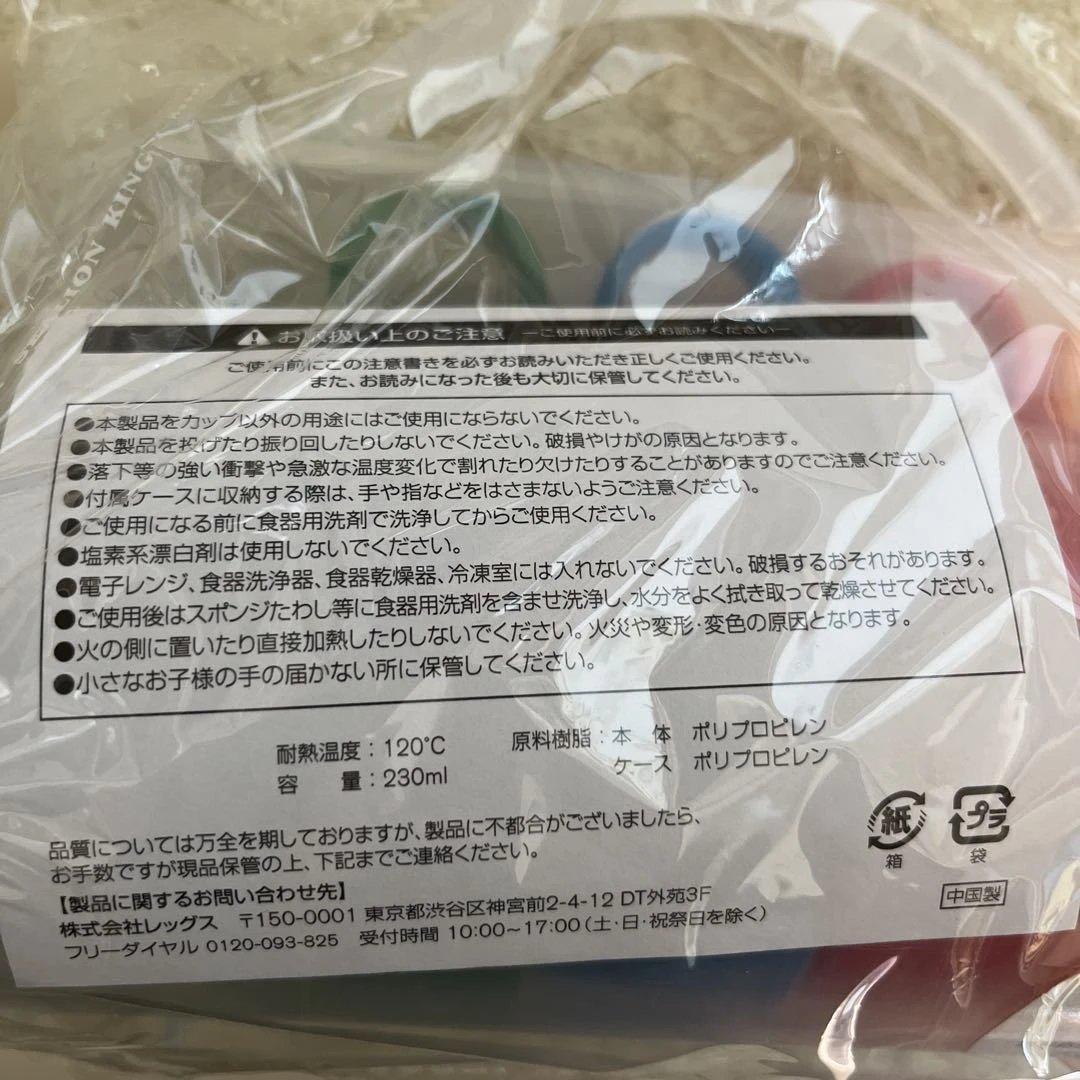 ON KING
お取扱い上のご注意 ーご使用前に必ずお読みくださいー
ご使用前にこの注意書きを必ずお読みいただき正しくご使用ください。
また、お読みになった後も大切に保管してください。
●本製品をカップ以外の用途にはご使用にならないでください。
●本製品を投げたり振り回したりしないでください。破損やけがの原因となります。
●落下等の強い衝撃や急激な温度変化で割れたり欠けたりすることがありますのでご注意ください。
●付属ケースに収納する際は、手や指などをはさまないようご注意ください。
●ご使用になる前に食器用洗剤で洗浄してからご使用ください。
●塩素系漂白剤は使用しないでください。
●電子レンジ、食器洗浄器、食器乾燥器、冷凍室には入れないでください。破損するおそれがあります。
●ご使用後はスポンジたわし等に食器用洗剤を含ませ洗浄し、水分をよく拭き取って乾燥させてください。
●火の側に置いたり直接加熱したりしないでください。火災や変形・変色の原因となります。
●小さなお子様の手の届かない所に保管してください。
耐熱温度：120℃ 原料樹脂：本 体 ポリプロピレン
容 量：230ml ケース ポリプロピレン
紙 プラ
箱 袋
品質については万全を期しておりますが、製品に不都合がございましたら、
お手数ですが現品保管の上、下記までご連絡ください。
【製品に関するお問い合わせ先】
中国製
株式会社レッグス 〒150-0001 東京都渋谷区神宮前2-4-12 DT外苑3F
フリーダイヤル 0120-093-825 受付時間 10:00～17:00（土・日・祝祭日を除く）